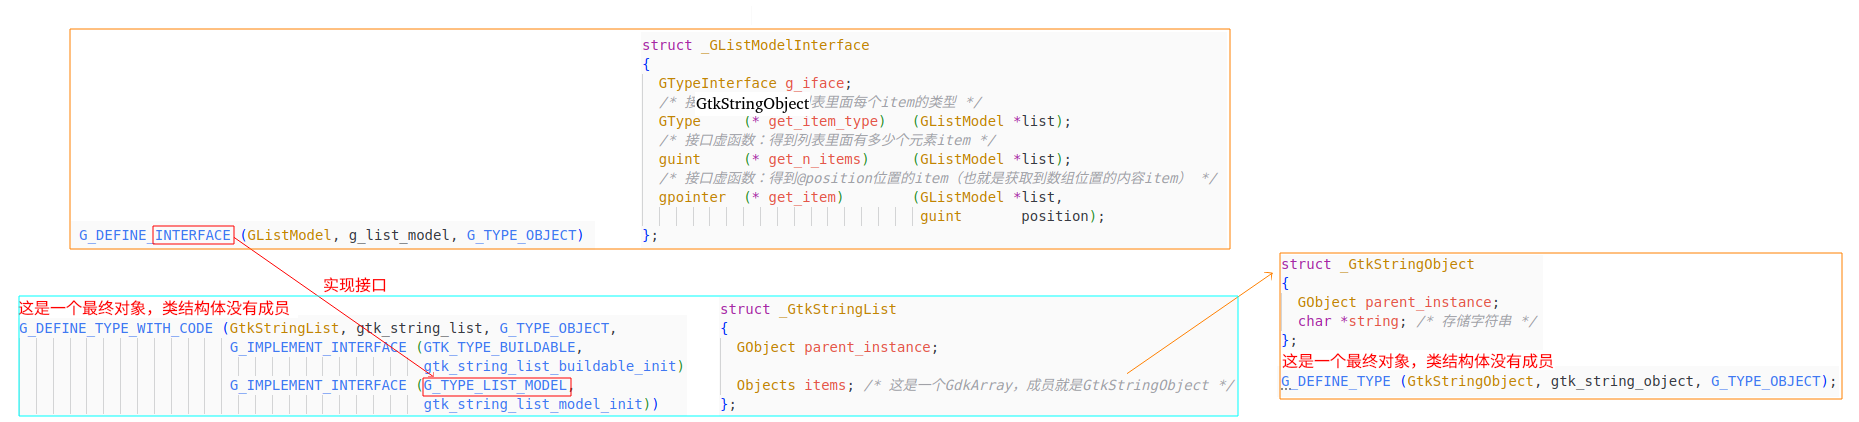 struct _GListModelInterface
{
GTypeInterface g_iface;
/* GtkStringObject表里面每个item的类型 */
GType (* get_item_type) (GListModel *list);
/* 接口虚函数：得到列表里面有多少个元素item */
guint (* get_n_items) (GListModel *list);
/* 接口虚函数：得到@position位置的item（也就是获取到数组位置的内容item） */
gpointer (* get_item) (GListModel *list,
guint position);
};
G_DEFINE_INTERFACE (GListModel, g_list_model, G_TYPE_OBJECT)
实现接口
这是一个最终对象，类结构体没有成员
G_DEFINE_TYPE_WITH_CODE (GtkStringList, gtk_string_list, G_TYPE_OBJECT,
G_IMPLEMENT_INTERFACE (GTK_TYPE_BUILDABLE,
gtk_string_list_buildable_init)
G_IMPLEMENT_INTERFACE (G_TYPE_LIST_MODEL,
gtk_string_list_model_init))
struct _GtkStringList
{
GObject parent_instance;
Objects items; /* 这是一个GdkArray，成员就是GtkStringObject */
};
struct _GtkStringObject
{
GObject parent_instance;
char *string; /* 存储字符串 */
};
这是一个最终对象，类结构体没有成员
G_DEFINE_TYPE (GtkStringObject, gtk_string_object, G_TYPE_OBJECT);